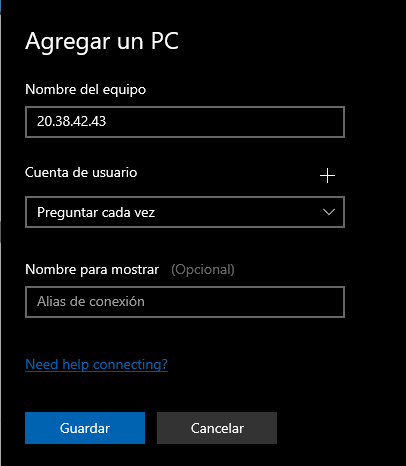 Agregar un PC
Nombre del equipo
20.38.42.43
Cuenta de usuario
Preguntar cada vez
Nombre para mostrar (Opcional)
Alias de conexión
Need help connecting?
Guardar Cancelar